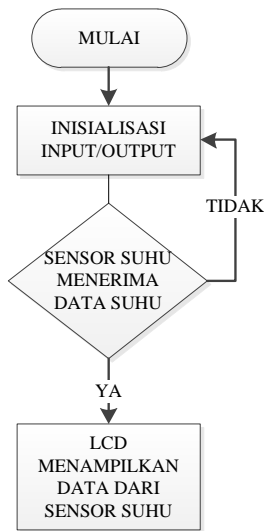 MULAI
INISIALISASI
INPUT/OUTPUT
TIDAK
SENSOR SUHU
MENERIMA
DATA SUHU
YA
LCD
MENAMPILKAN
DATA DARI
SENSOR SUHU